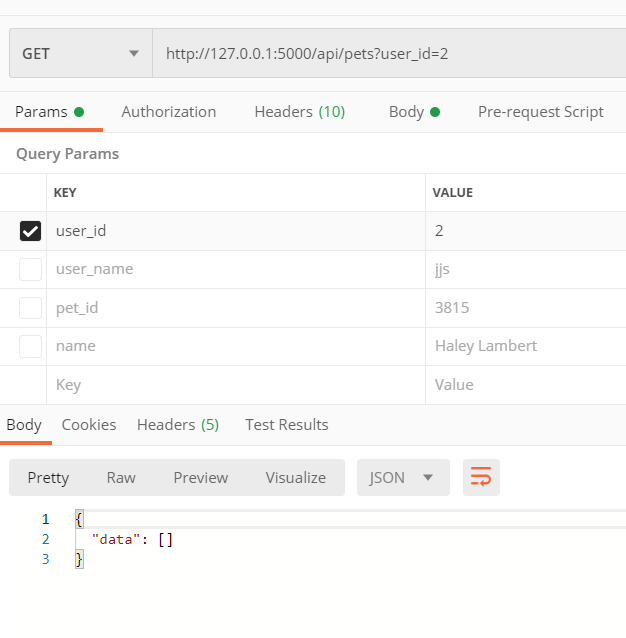 GET http://127.0.0.1:5000/api/pets?user_id=2
Params Authorization Headers (10) Body Pre-request Script
Query Params
KEY VALUE
user_id 2
user_name jjs
pet_id 3815
name Haley Lambert
Key Value
Body Cookies Headers (5) Test Results
Pretty Raw Preview Visualize JSON
1 {
2 "data": []
3 }